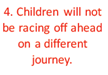 4. Children will not
be racing off ahead
on a different
journey.